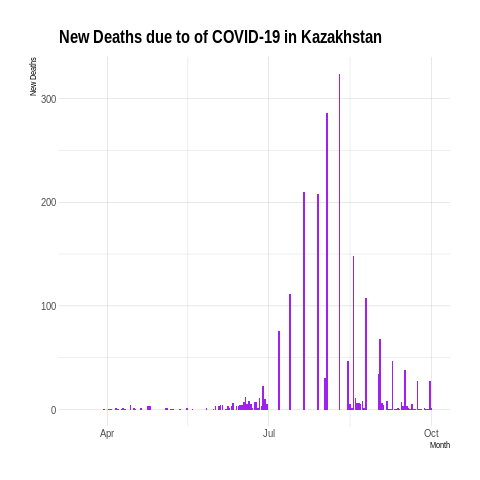 New Deaths due to of COVID-19 in Kazakhstan
New Deaths
300
200
100
0
Apr
Jul
Oct
Month